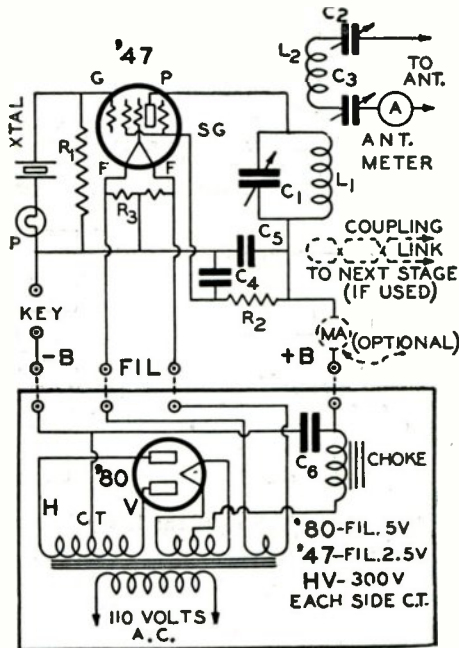 C2
'47
L2
C3
TO
ANT.
G
P
SG
A
ANT.
METER
XTAL
R1
F
F
R3
C1
L1
P
C5
COUPLING
LINK
TO NEXT STAGE
(IF USED)
C4
R2
KEY
MA
(OPTIONAL)
-B
FIL
+B
'80
C6
CHOKE
H
C.T.
V
'80-FIL. 5V
'47-FIL. 2.5V
HV-300V
EACH SIDE C.T.
110 VOLTS
A.C.